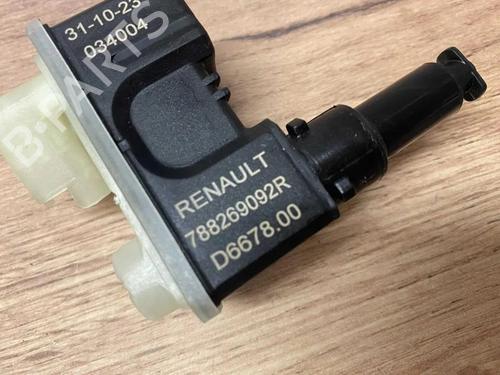 31-10-23
034004
RENAULT
788269092R
D6678.00
B-PARTS